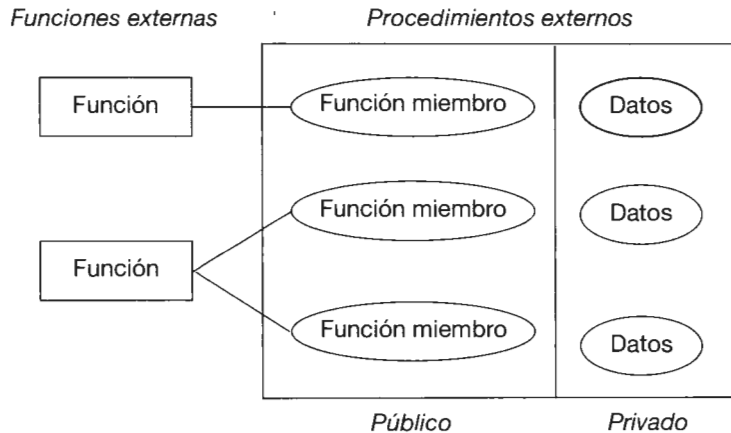 Funciones externas
Procedimientos externos
Función
Función miembro
Datos
Función miembro
Datos
Función
Función miembro
Datos
Público
Privado